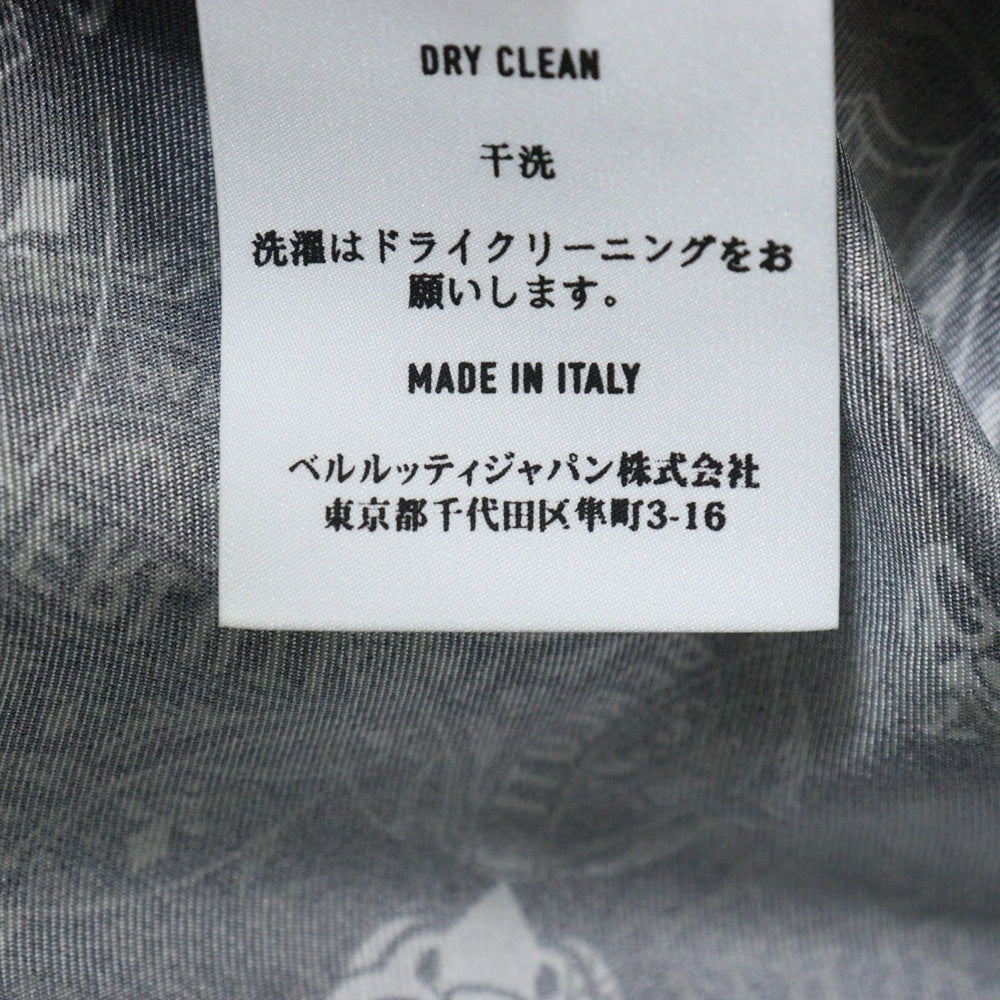 DRY CLEAN
干洗
洗濯はドライクリーニングをお
願いします。
MADE IN ITALY
ベルルッティジャパン株式会社
東京都千代田区隼町3-16